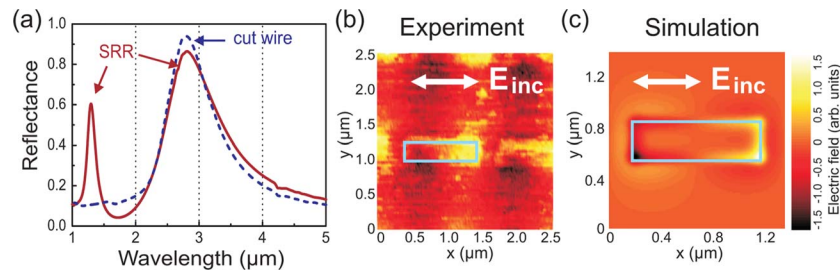 (a)
1.0
0.8
0.6
0.4
0.2
0.0
Reflectance
SRR
cut wire
1 2 3 4 5
Wavelength (µm)
(b) Experiment
2.5
2.0
1.5
1.0
0.5
0
y (µm)
E inc
0 0.5 1.0 1.5 2.0 2.5
x (µm)
(c) Simulation
1.2
0.8
0.4
0
y (µm)
E inc
0 0.4 0.8 1.2
x (µm)
1.5
1.0
0.5
0
-0.5
-1.0
-1.5
Electric field (arb. units)